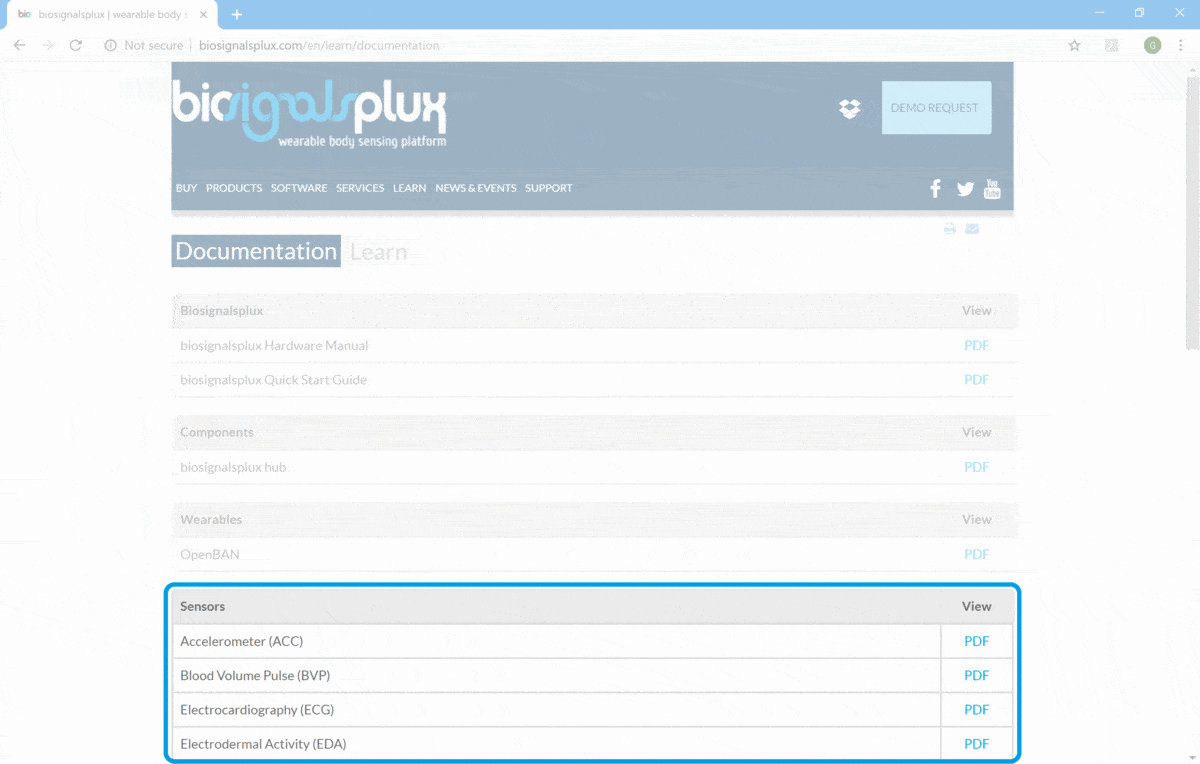 bio biosignalsplux | wearable body s
Not secure | biosignalsplux.com/en/learn/documentation
biosignalsplux
wearable body sensing platform
DEMO REQUEST
BUY PRODUCTS SOFTWARE SERVICES LEARN NEWS & EVENTS SUPPORT
You Tube
Documentation Learn
Biosignalsplux View
biosignalsplux Hardware Manual PDF
biosignalsplux Quick Start Guide PDF
Components View
biosignalsplux hub PDF
Wearables View
OpenBAN PDF
Sensors View
Accelerometer (ACC) PDF
Blood Volume Pulse (BVP) PDF
Electrocardiography (ECG) PDF
Electrodermal Activity (EDA) PDF